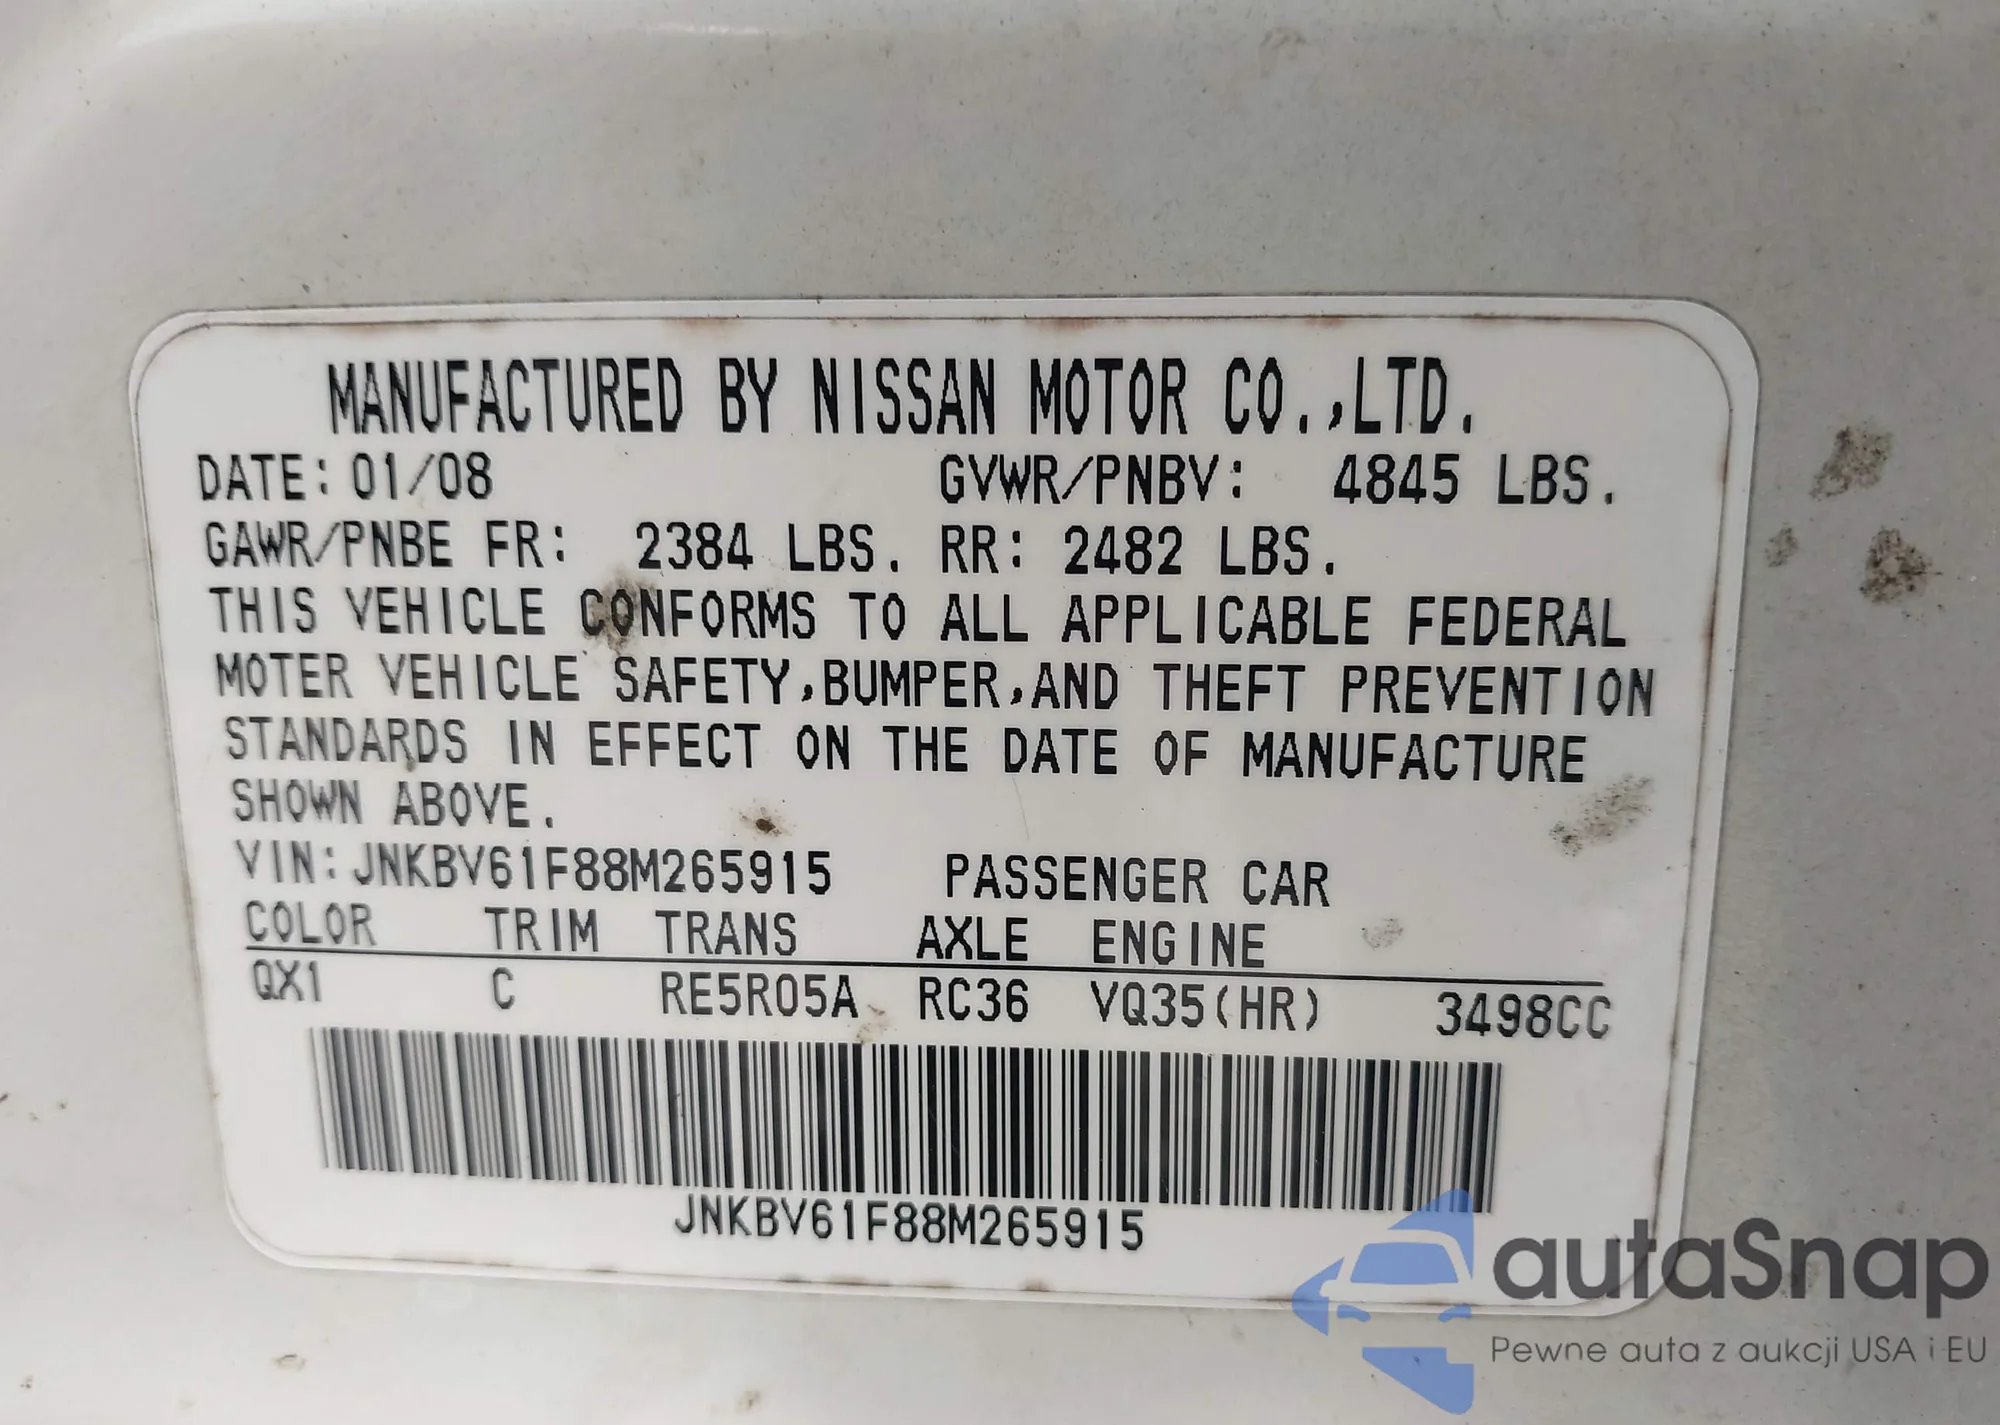 MANUFACTURED BY NISSAN MOTOR CO.,LTD.
DATE: 01/08 GVWR/PNBV: 4845 LBS.
GAWR/PNBE FR: 2384 LBS. RR: 2482 LBS.
THIS VEHICLE CONFORMS TO ALL APPLICABLE FEDERAL
MOTER VEHICLE SAFETY,BUMPER,AND THEFT PREVENTION
STANDARDS IN EFFECT ON THE DATE OF MANUFACTURE
SHOWN ABOVE.
VIN:JNKBV61F88M265915 PASSENGER CAR
COLOR TRIM TRANS AXLE ENGINE
QX1 C RE5R05A RC36 VQ35(HR) 3498CC
JNKBV61F88M265915
autaSnap
Pewne auta z aukcji USA i EU